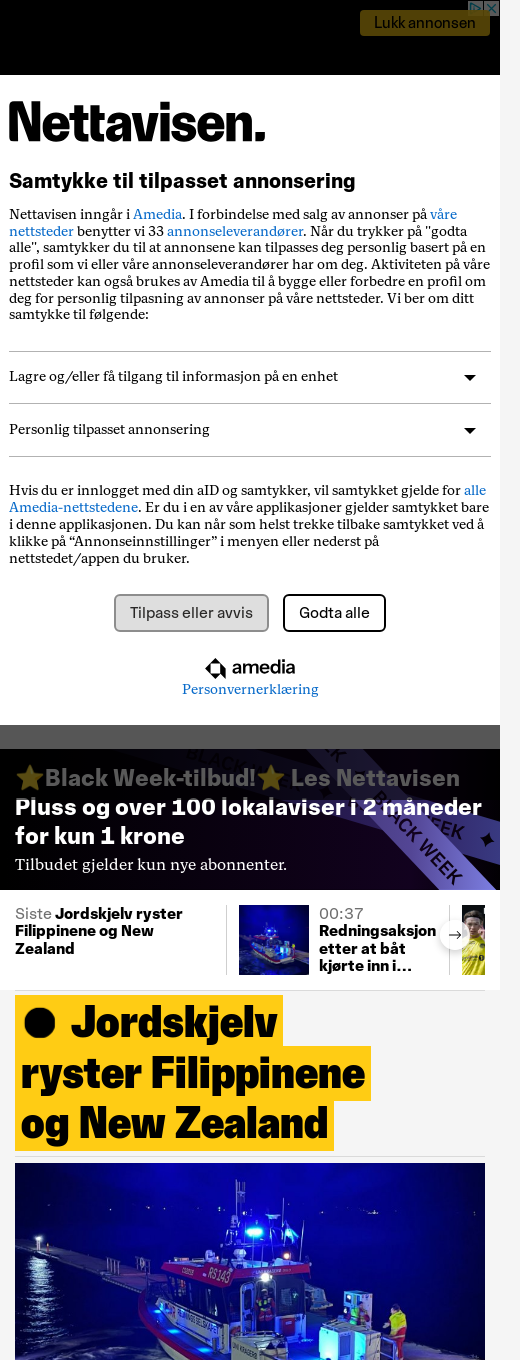 Lukk annonsen
Nettavisen.
Samtykke til tilpasset annonsering
Nettavisen inngår i Amedia. I forbindelse med salg av annonser på våre
nettsteder benytter vi 33 annonseleverandører. Når du trykker på "godta
alle", samtykker du til at annonsene kan tilpasses deg personlig basert på en
profil som vi eller våre annonseleverandører har om deg. Aktiviteten på våre
nettsteder kan også brukes av Amedia til å bygge eller forbedre en profil om
deg for personlig tilpasning av annonser på våre nettsteder. Vi ber om ditt
samtykke til følgende:
Lagre og/eller få tilgang til informasjon på en enhet
Personlig tilpasset annonsering
Hvis du er innlogget med din aID og samtykker, vil samtykket gjelde for alle
Amedia-nettstedene. Er du i en av våre applikasjoner gjelder samtykket bare
i denne applikasjonen. Du kan når som helst trekke tilbake samtykket ved å
klikke på “Annonseinnstillinger” i menyen eller nederst på
nettstedet/appen du bruker.
Tilpass eller avvis
Godta alle
amedia
Personvernerklæring
⭐Black Week-tilbud!⭐ Les Nettavisen
Pluss og over 100 lokalaviser i 2 måneder
for kun 1 krone
Tilbudet gjelder kun nye abonnenter.
BLACK WEEK
WEEK
Siste Jordskjelv ryster
Filippinene og New
Zealand
00:37
Redningsaksjon
etter at båt
kjørte inn i...
Jordskjelv
ryster Filippinene
og New Zealand
RS143